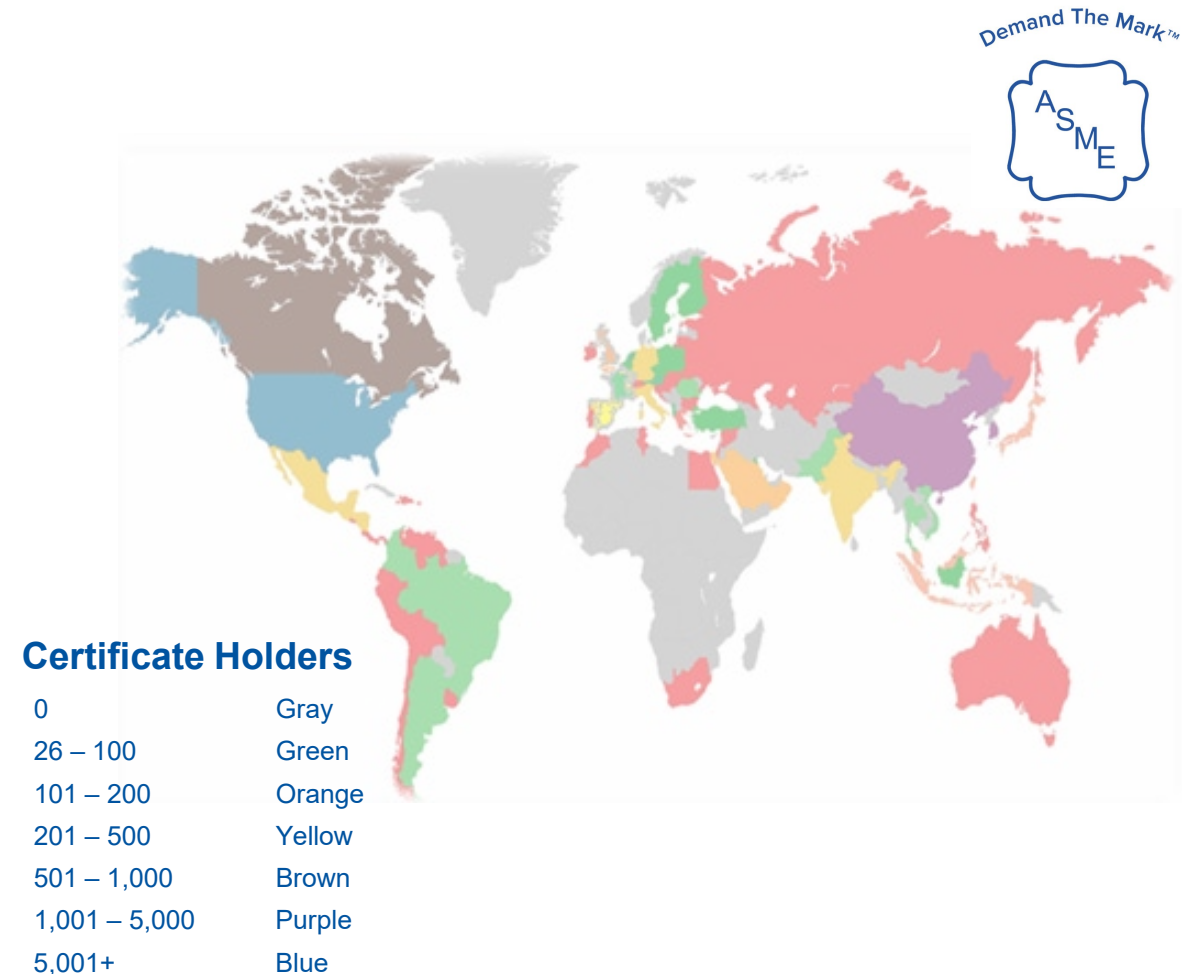 Demand The Mark™
ASME
Certificate Holders
0 Gray
26 – 100 Green
101 – 200 Orange
201 – 500 Yellow
501 – 1,000 Brown
1,001 – 5,000 Purple
5,001+ Blue